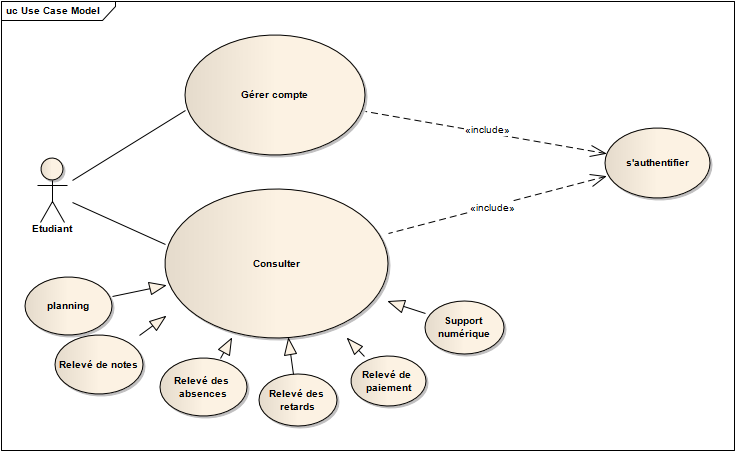 uc Use Case Model
Gérer compte
«include»
s'authentifier
Etudiant
«include»
Consulter
planning
Support
numérique
Relevé de notes
Relevé des
absences
Relevé des
retards
Relevé de
paiement